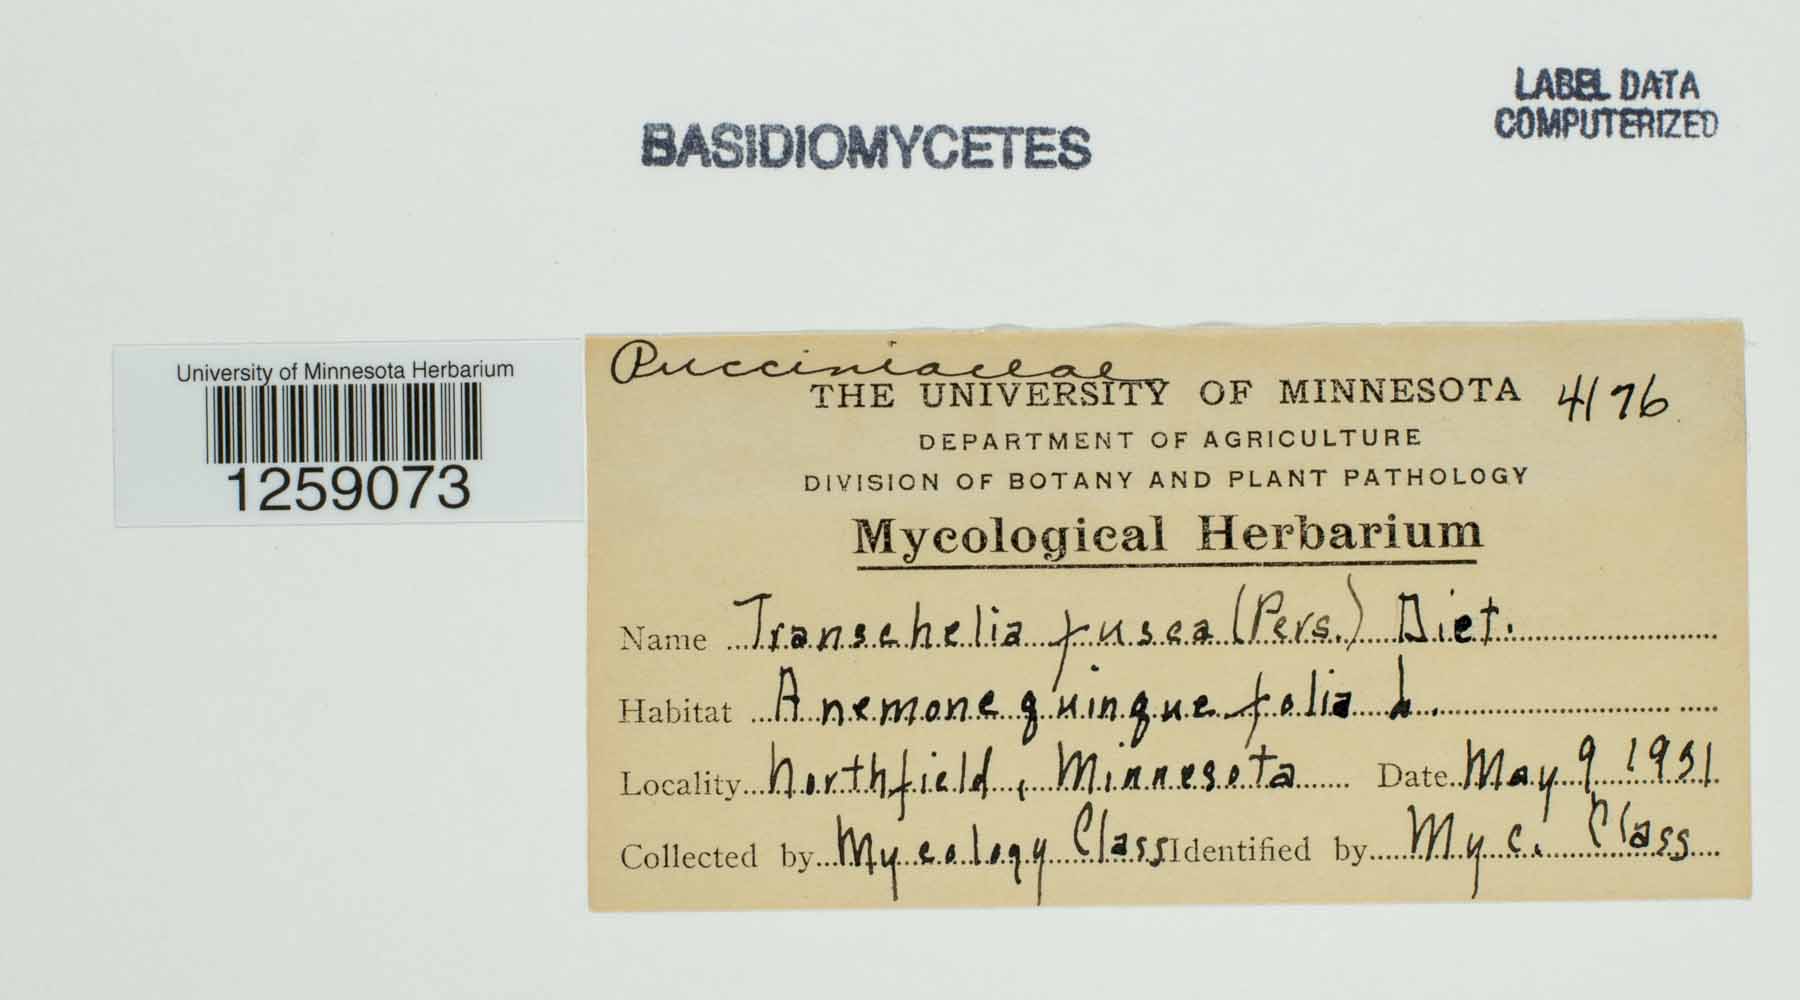 LABEL DATA
COMPUTERIZED
BASIDIOMYCETES
University of Minnesota Herbarium
1259073
Pucciniaceae
THE UNIVERSITY OF MINNESOTA 4176
DEPARTMENT OF AGRICULTURE
DIVISION OF BOTANY AND PLANT PATHOLOGY
Mycological Herbarium
Name Transchelia fusca (Pers.) Diet.
Habitat Anemone quinquefolia L.
Locality Northfield, Minnesota Date May 9 1931
Collected by Mycology Class Identified by Myc. Class